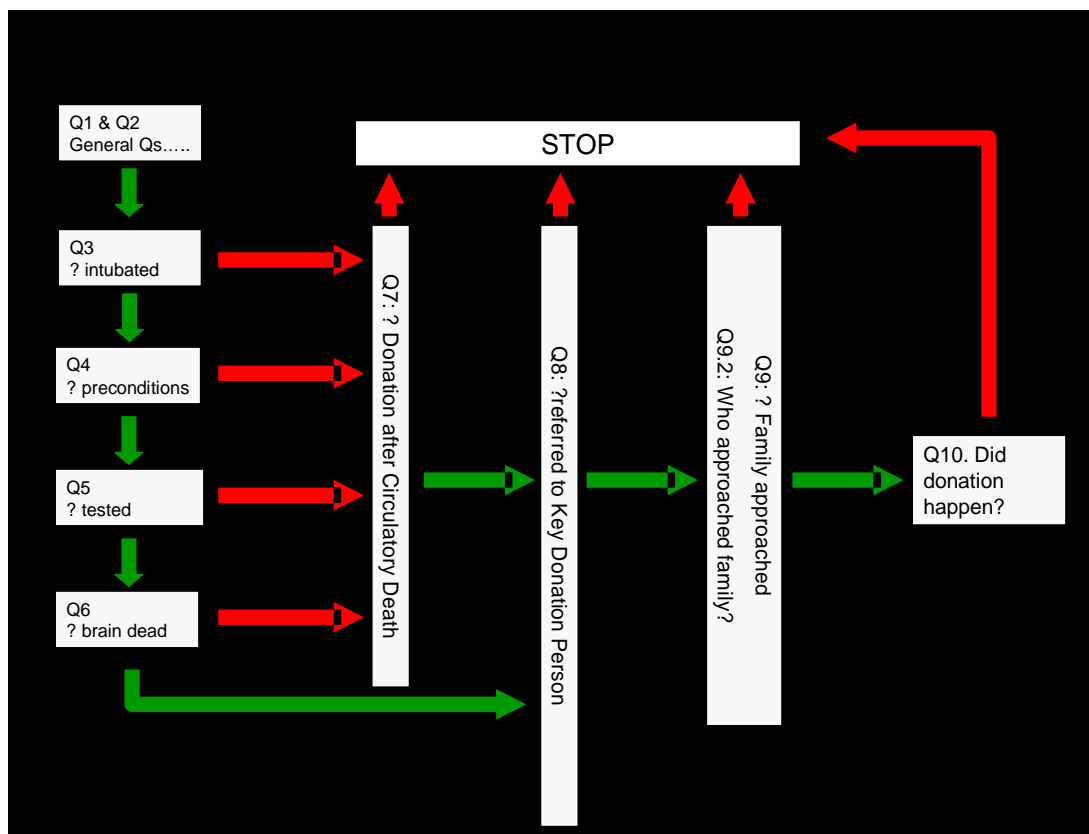 Q1 & Q2
General Qs…..
STOP
Q3
? intubated
Q4
? preconditions
Q5
? tested
Q6
? brain dead
Q7: ? Donation after Circulatory Death
Q8: ?referred to Key Donation Person
Q9: ? Family approached
Q9.2: Who approached family?
Q10. Did
donation
happen?